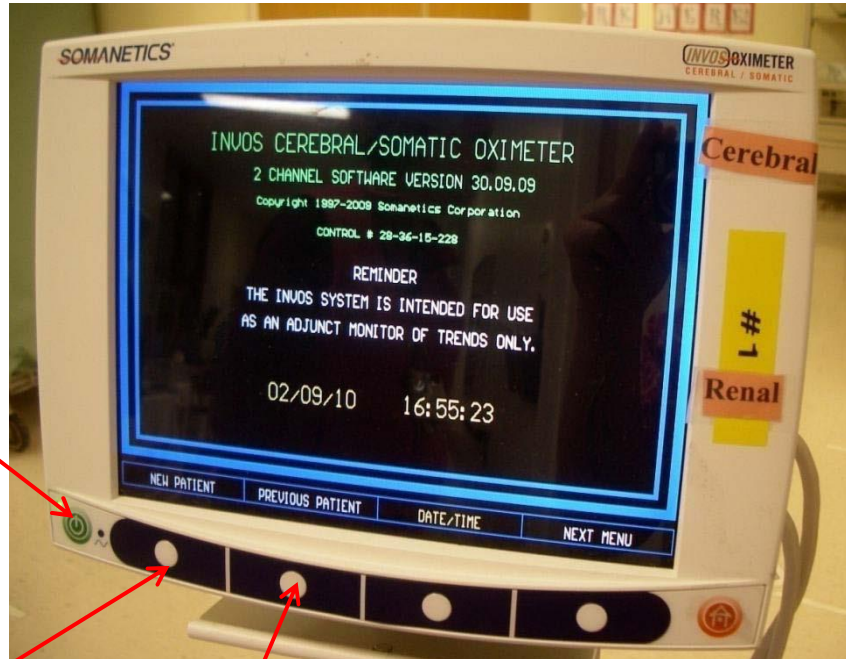 SOMANETICS
INVOS OXIMETER
CEREBRAL / SOMATIC
INVOS CEREBRAL/SOMATIC OXIMETER
2 CHANNEL SOFTWARE VERSION 30.09.09
Copyright 1997-2009 Somanetics Corporation
CONTROL # 28-36-15-228
REMINDER
THE INVOS SYSTEM IS INTENDED FOR USE
AS AN ADJUNCT MONITOR OF TRENDS ONLY.
02/09/10 16:55:23
Cerebral
#1
Renal
NEW PATIENT PREVIOUS PATIENT DATE/TIME NEXT MENU